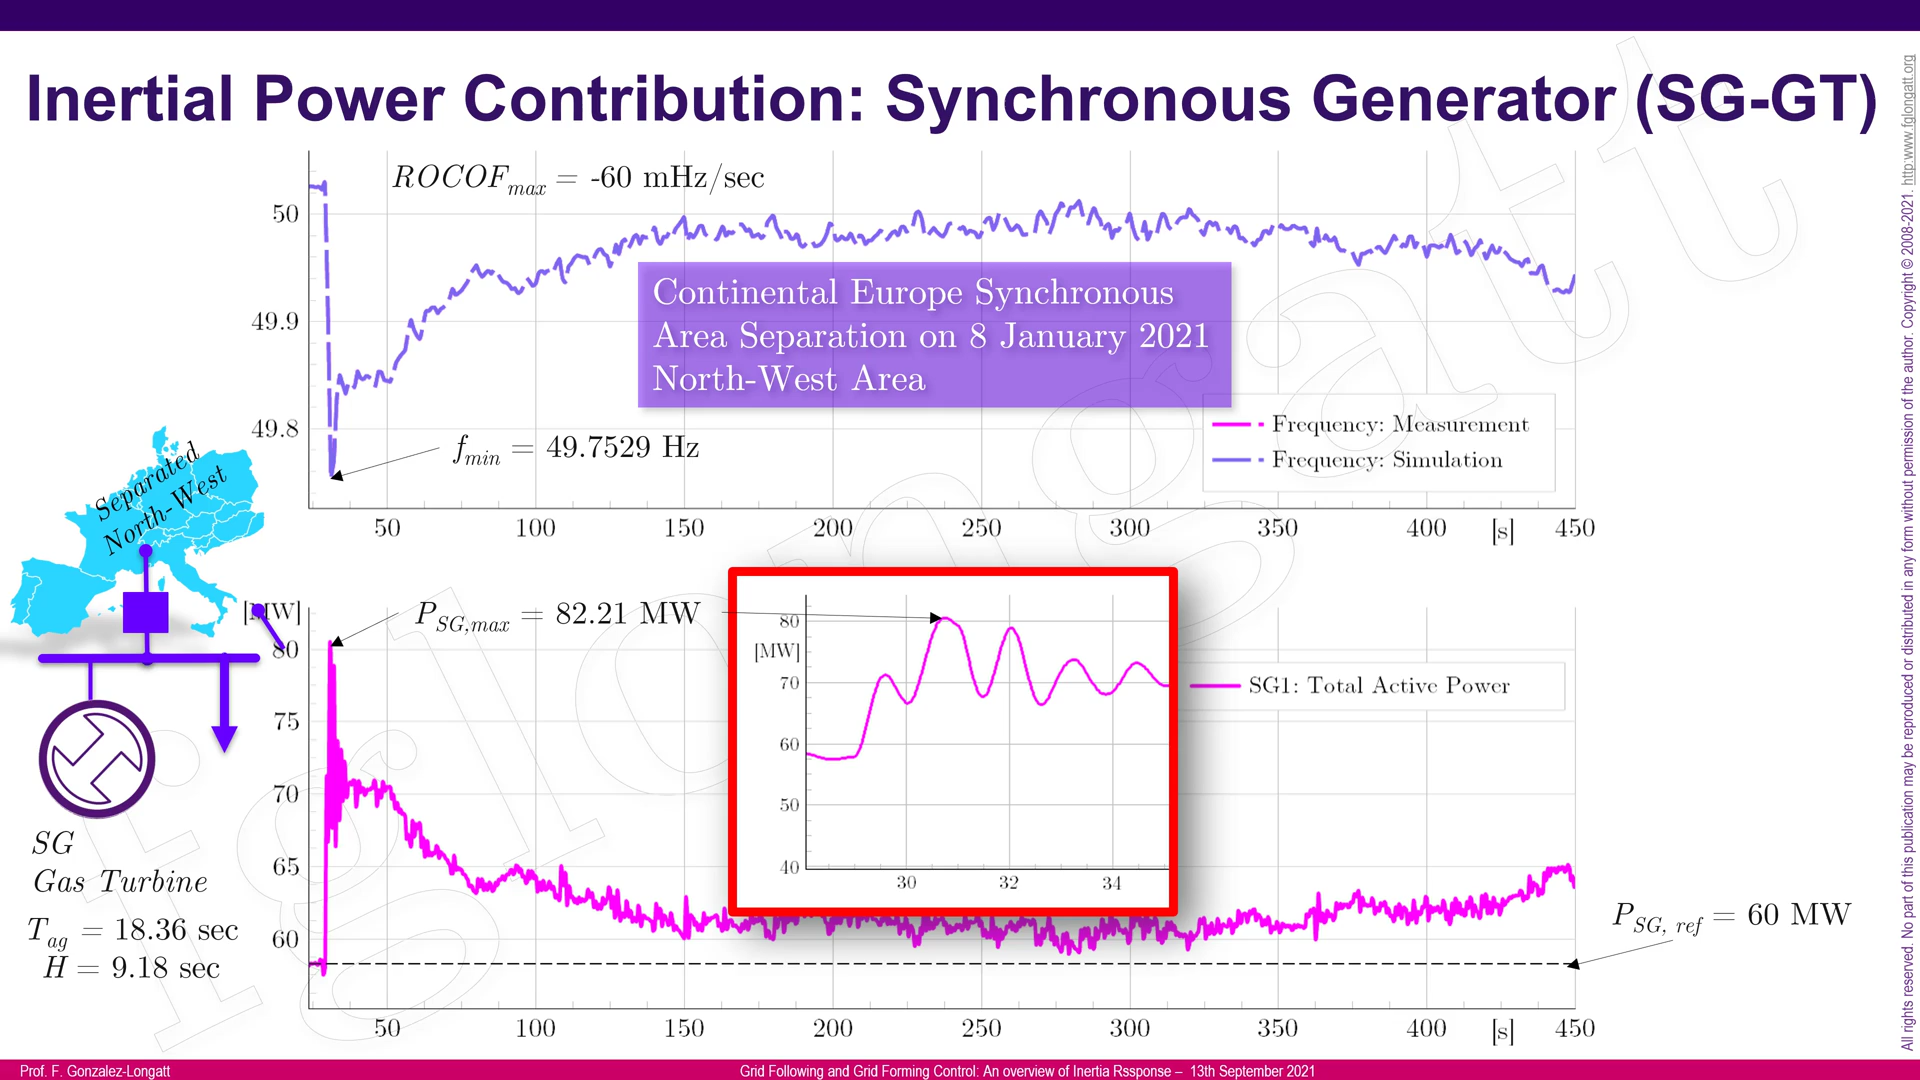 Inertial Power Contribution: Synchronous Generator (SG-GT)
ROCOFmax = -60 mHz/sec
50
49.9
49.8
Continental Europe Synchronous
Area Separation on 8 January 2021
North-West Area
fmin = 49.7529 Hz
Frequency: Measurement
Frequency: Simulation
50 100 150 200 250 300 350 400 [s] 450
Separated
North-West
[MW]
PSG,max = 82.21 MW
80
75
70
65
60
80
[MW]
70
60
50
40
30 32 34
SG1: Total Active Power
SG
Gas Turbine
Tag = 18.36 sec
H = 9.18 sec
PSG, ref = 60 MW
50 100 150 200 250 300 350 400 [s] 450
Prof. F. Gonzalez-Longatt
Grid Following and Grid Forming Control: An overview of Inertia Rssponse – 13th September 2021
All rights reserved. No part of this publication may be reproduced or distributed in any form without permission of the author. Copyright © 2008-2021. http:www.fglongatt.org
fglongatt